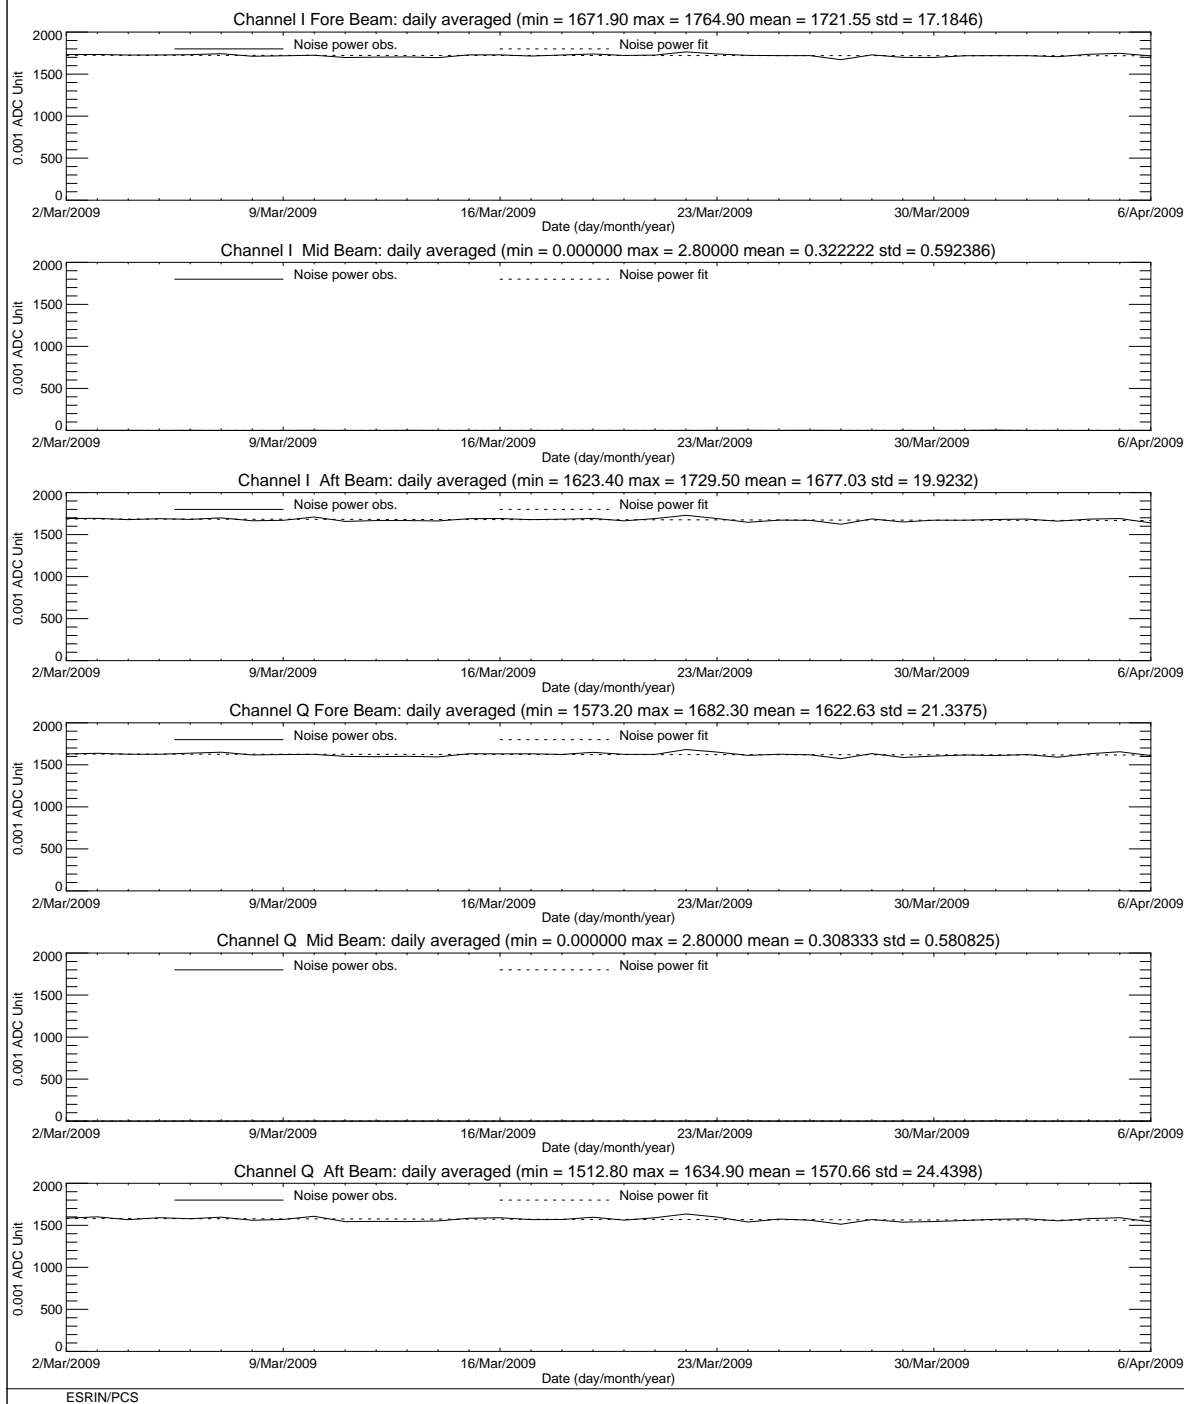 Channel I Fore Beam: daily averaged (min = 1671.90 max = 1764.90 mean = 1721.55 std = 17.1846)
Noise power obs. Noise power fit
2000
1500
1000
500
0
0.001 ADC Unit
2/Mar/2009 9/Mar/2009 16/Mar/2009 23/Mar/2009 30/Mar/2009 6/Apr/2009
Date (day/month/year)
Channel I Mid Beam: daily averaged (min = 0.000000 max = 2.80000 mean = 0.322222 std = 0.592386)
Noise power obs. Noise power fit
2000
1500
1000
500
0
0.001 ADC Unit
2/Mar/2009 9/Mar/2009 16/Mar/2009 23/Mar/2009 30/Mar/2009 6/Apr/2009
Date (day/month/year)
Channel I Aft Beam: daily averaged (min = 1623.40 max = 1729.50 mean = 1677.03 std = 19.9232)
Noise power obs. Noise power fit
2000
1500
1000
500
0
0.001 ADC Unit
2/Mar/2009 9/Mar/2009 16/Mar/2009 23/Mar/2009 30/Mar/2009 6/Apr/2009
Date (day/month/year)
Channel Q Fore Beam: daily averaged (min = 1573.20 max = 1682.30 mean = 1622.63 std = 21.3375)
Noise power obs. Noise power fit
2000
1500
1000
500
0
0.001 ADC Unit
2/Mar/2009 9/Mar/2009 16/Mar/2009 23/Mar/2009 30/Mar/2009 6/Apr/2009
Date (day/month/year)
Channel Q Mid Beam: daily averaged (min = 0.000000 max = 2.80000 mean = 0.308333 std = 0.580825)
Noise power obs. Noise power fit
2000
1500
1000
500
0
0.001 ADC Unit
2/Mar/2009 9/Mar/2009 16/Mar/2009 23/Mar/2009 30/Mar/2009 6/Apr/2009
Date (day/month/year)
Channel Q Aft Beam: daily averaged (min = 1512.80 max = 1634.90 mean = 1570.66 std = 24.4398)
Noise power obs. Noise power fit
2000
1500
1000
500
0
0.001 ADC Unit
2/Mar/2009 9/Mar/2009 16/Mar/2009 23/Mar/2009 30/Mar/2009 6/Apr/2009
Date (day/month/year)
ESRIN/PCS